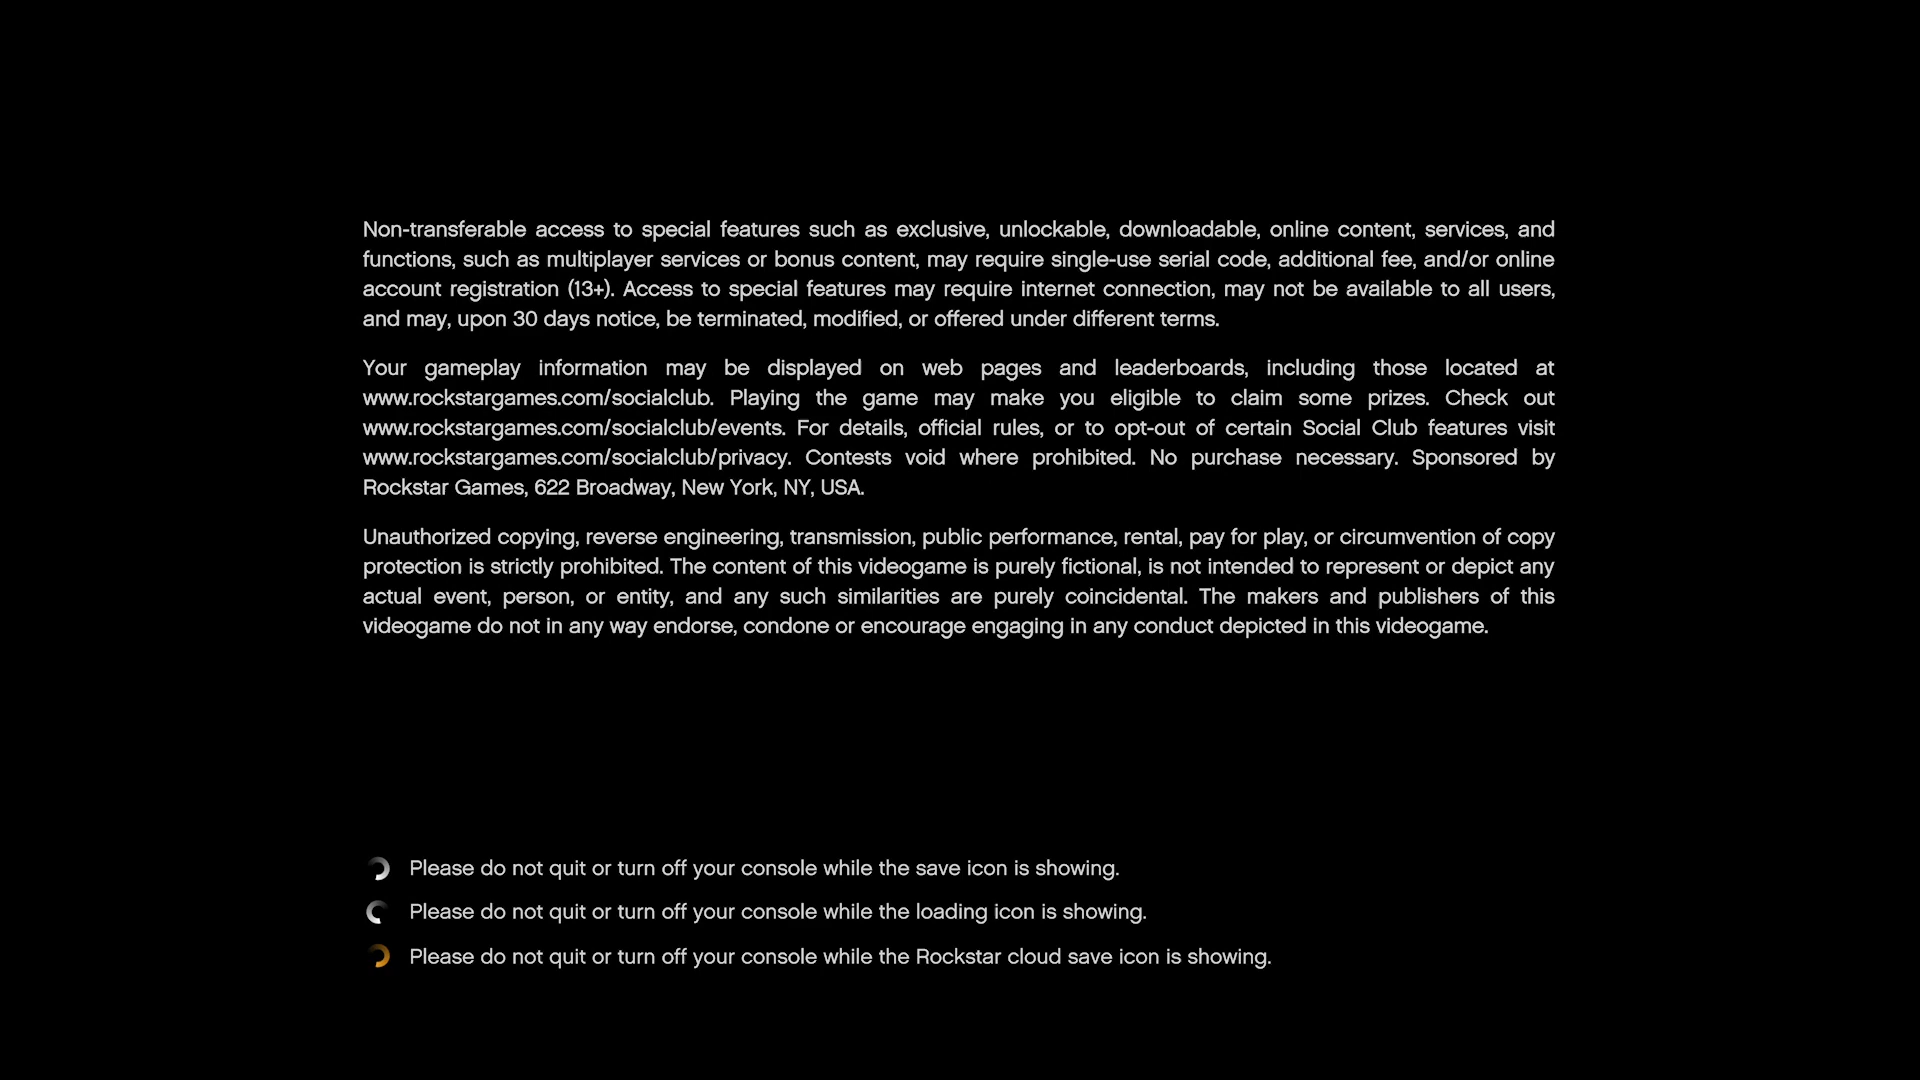 Non-transferable access to special features such as exclusive, unlockable, downloadable, online content, services, and
functions, such as multiplayer services or bonus content, may require single-use serial code, additional fee, and/or online
account registration (13+). Access to special features may require internet connection, may not be available to all users,
and may, upon 30 days notice, be terminated, modified, or offered under different terms.
Your gameplay information may be displayed on web pages and leaderboards, including those located at
www.rockstargames.com/socialclub. Playing the game may make you eligible to claim some prizes. Check out
www.rockstargames.com/socialclub/events. For details, official rules, or to opt-out of certain Social Club features visit
www.rockstargames.com/socialclub/privacy. Contests void where prohibited. No purchase necessary. Sponsored by
Rockstar Games, 622 Broadway, New York, NY, USA.
Unauthorized copying, reverse engineering, transmission, public performance, rental, pay for play, or circumvention of copy
protection is strictly prohibited. The content of this videogame is purely fictional, is not intended to represent or depict any
actual event, person, or entity, and any such similarities are purely coincidental. The makers and publishers of this
videogame do not in any way endorse, condone or encourage engaging in any conduct depicted in this videogame.
Please do not quit or turn off your console while the save icon is showing.
Please do not quit or turn off your console while the loading icon is showing.
Please do not quit or turn off your console while the Rockstar cloud save icon is showing.